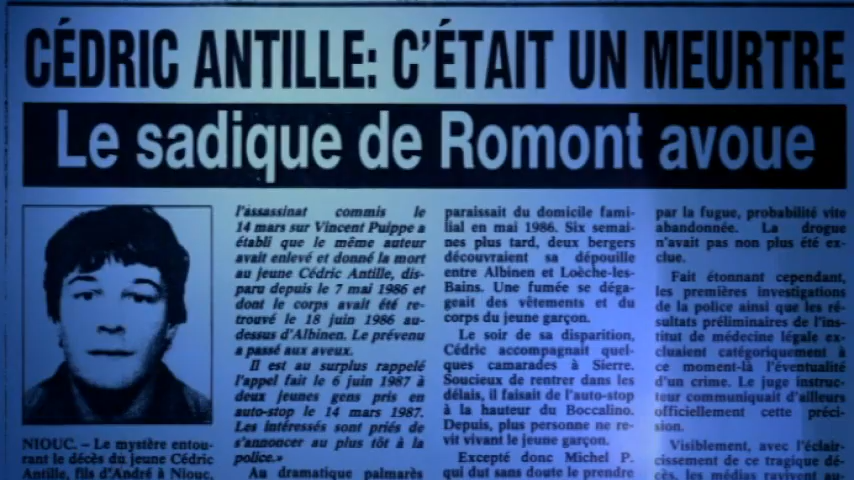 CÉDRIC ANTILLE: C'ÉTAIT UN MEURTRE
Le sadique de Romont avoue
NIOUC. – Le mystère entou-
rant le décès du jeune Cédric
Antille, fils d'André à Niouc,
l'assassinat commis le
14 mars sur Vincent Puippe a
établi que le même auteur
avait enlevé et donné la mort
au jeune Cédric Antille, dis-
paru depuis le 7 mai 1986 et
dont le corps avait été re-
trouvé le 18 juin 1986 au-
dessus d'Albinen. Le prévenu
a passé aux aveux.
Il est au surplus rappelé
l'appel fait le 6 juin 1987 à
deux jeunes gens pris en
auto-stop le 14 mars 1987.
Les intéressés sont priés de
s'annoncer au plus tôt à la
police.»
Au dramatique palmarès
paraissait du domicile fami-
lial en mai 1986. Six semai-
nes plus tard, deux bergers
découvraient sa dépouille
entre Albinen et Loèche-les-
Bains. Une fumée se déga-
geait des vêtements et du
corps du jeune garçon.
Le soir de sa disparition,
Cédric accompagnait quel-
ques camarades à Sierre.
Soucieux de rentrer dans les
délais, il faisait de l'auto-stop
à la hauteur du Boccalino.
Depuis, plus personne ne re-
vit vivant le jeune garçon.
Excepté donc Michel P.
qui dut sans doute le prendre
par la fugue, probabilité vite
abandonnée. La drogue
n'avait pas non plus été ex-
clue.
Fait étonnant cependant,
les premières investigations
de la police ainsi que les ré-
sultats préliminaires de l'ins-
titut de médecine légale ex-
cluaient catégoriquement à
ce moment-là l'éventualité
d'un crime. Le juge instruc-
teur communiquait d'ailleurs
officiellement cette préci-
sion.
Visiblement, avec l'éclair-
cissement de ce tragique dé-
cès, les médias ravivent au-